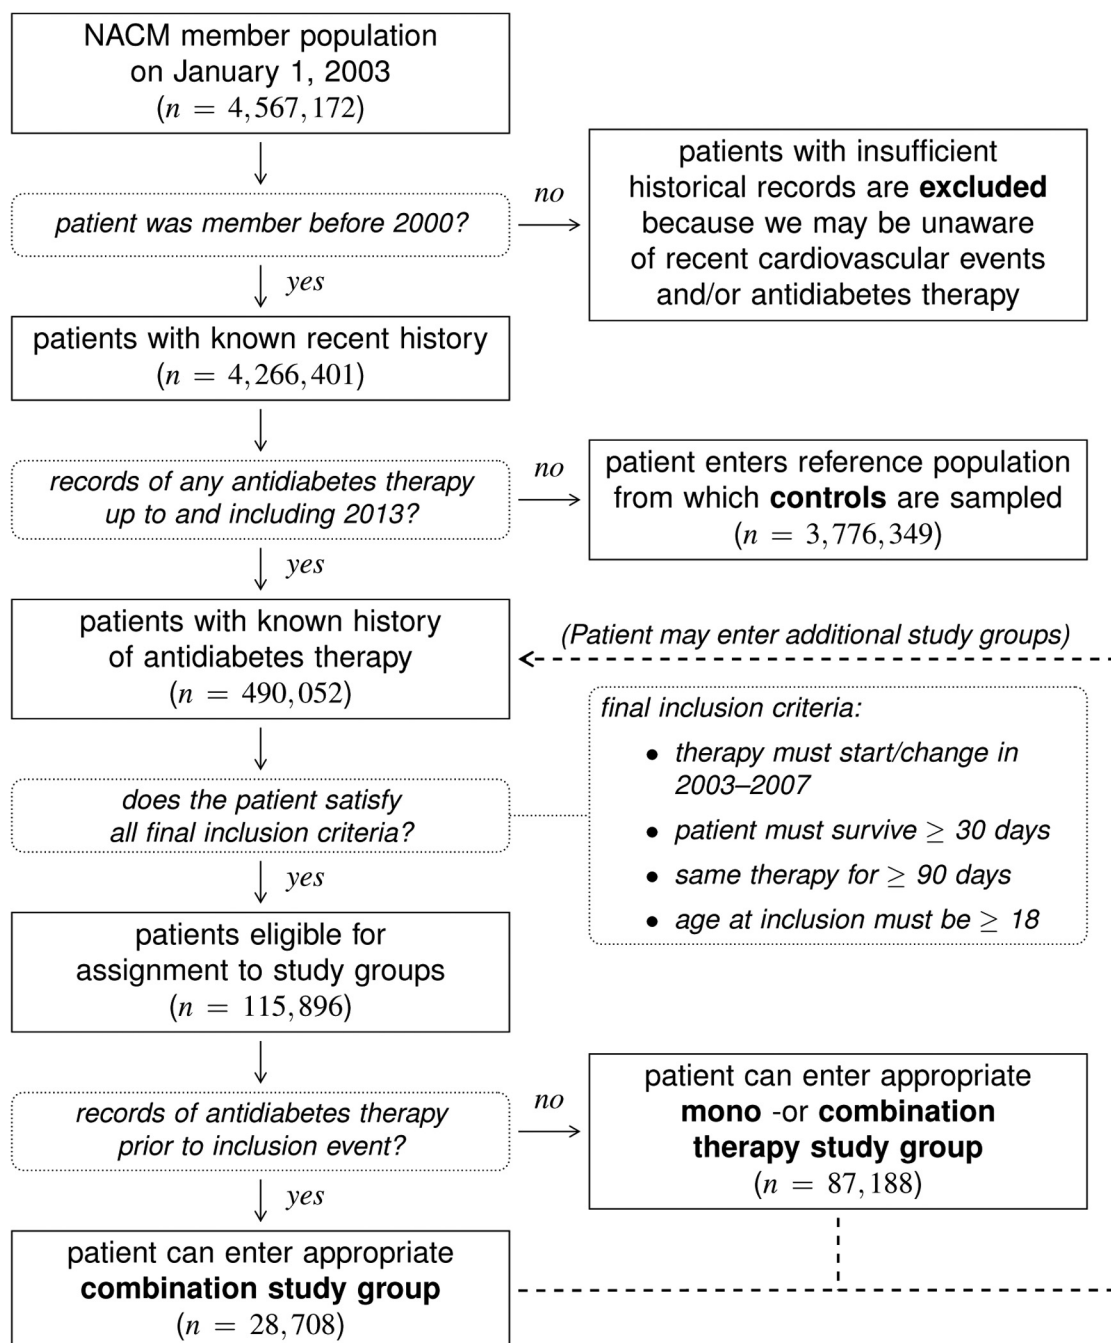 NACM member population
on January 1, 2003
(n = 4,567,172)
patient was member before 2000?
no
patients with insufficient
historical records are excluded
because we may be unaware
of recent cardiovascular events
and/or antidiabetes therapy
yes
patients with known recent history
(n = 4,266,401)
records of any antidiabetes therapy
up to and including 2013?
no
patient enters reference population
from which controls are sampled
(n = 3,776,349)
yes
patients with known history
of antidiabetes therapy
(n = 490,052)
(Patient may enter additional study groups)
does the patient satisfy
all final inclusion criteria?
final inclusion criteria:
• therapy must start/change in
2003–2007
• patient must survive ≥ 30 days
• same therapy for ≥ 90 days
• age at inclusion must be ≥ 18
yes
patients eligible for
assignment to study groups
(n = 115,896)
records of antidiabetes therapy
prior to inclusion event?
no
patient can enter appropriate
mono -or combination
therapy study group
(n = 87,188)
yes
patient can enter appropriate
combination study group
(n = 28,708)